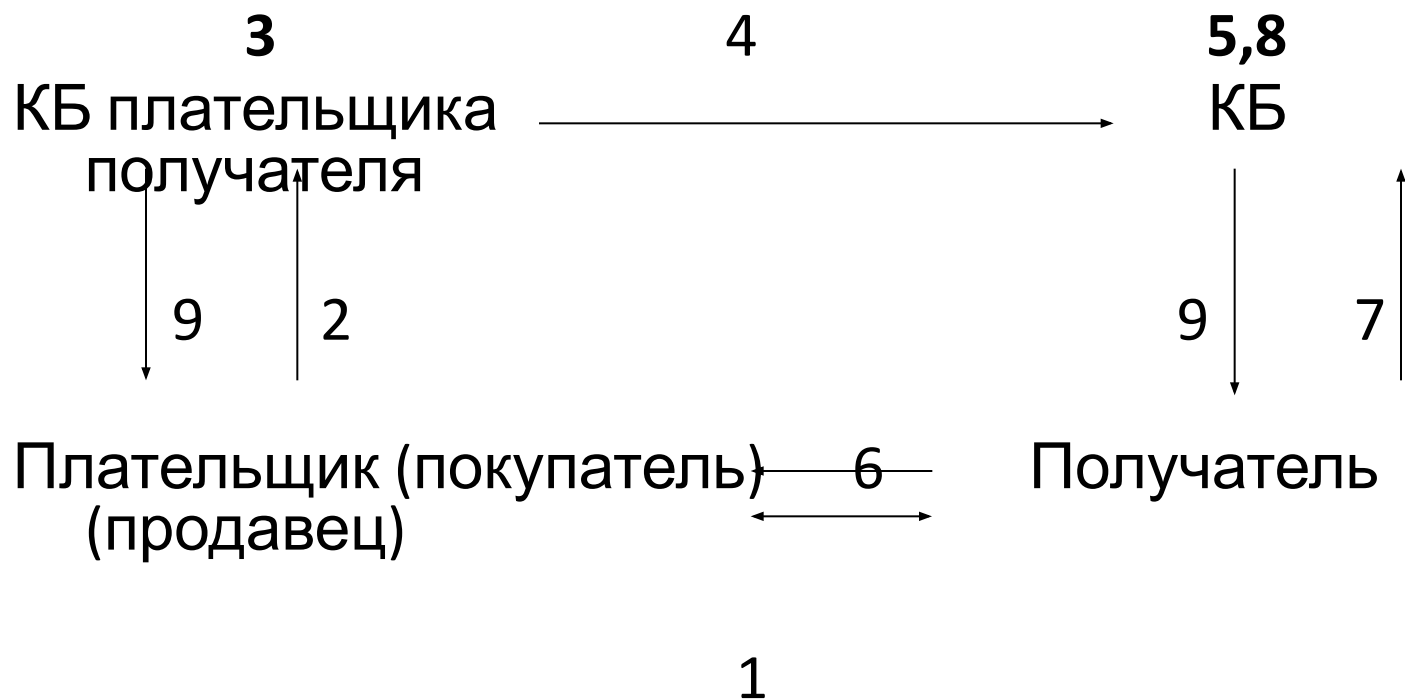 3 4 5,8
КБ плательщика КБ
получателя
9 2 9 7
Плательщик (покупатель) 6 Получатель
(продавец)
1